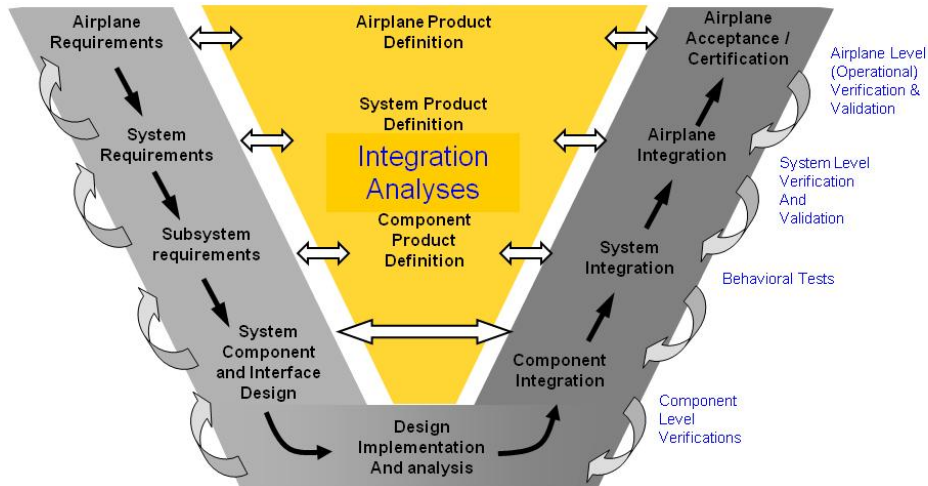 Airplane
Requirements
System
Requirements
Subsystem
requirements
System
Component
and Interface
Design
Design
Implementation
And analysis
Airplane Product
Definition
System Product
Definition
Integration
Analyses
Component
Product
Definition
Airplane
Acceptance /
Certification
Airplane
Integration
System
Integration
Component
Integration
Airplane Level
(Operational)
Verification &
Validation
System Level
Verification
And
Validation
Behavioral Tests
Component
Level
Verifications